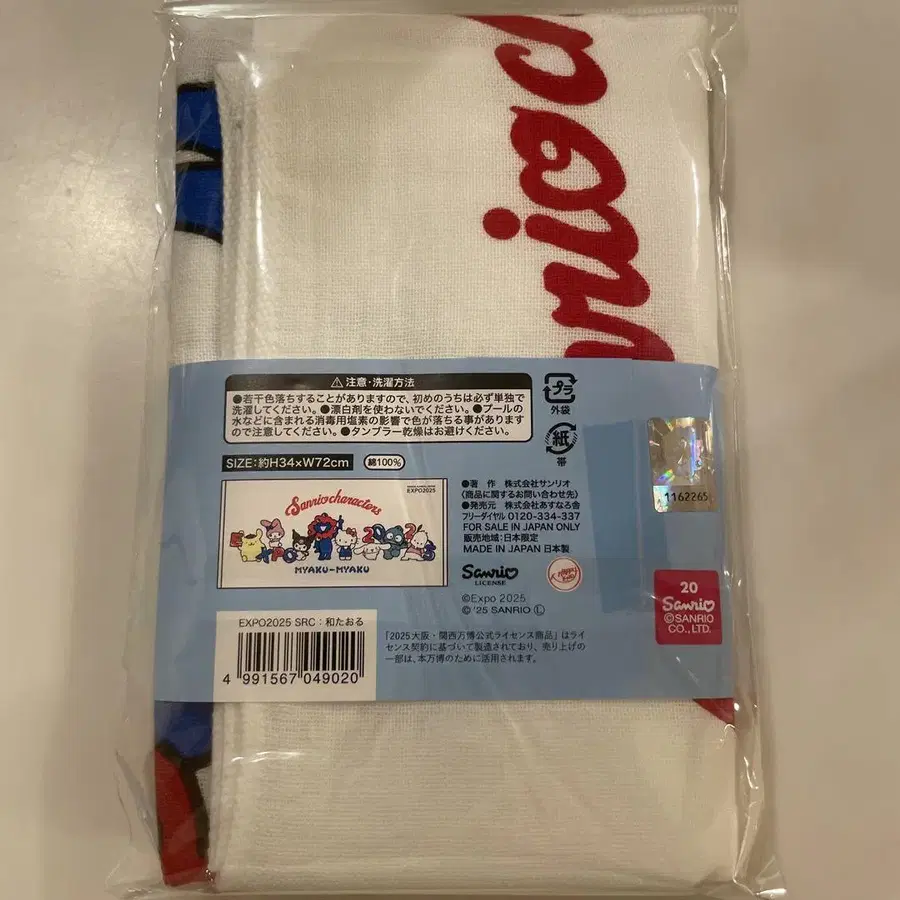 nriocha
⚠注意・洗濯方法
●若干色落ちすることがありますので、初めのうちは必ず単独で
洗濯してください。●漂白剤を使わないでください。●プールの
水などに含まれる消毒用塩素の影響で色が落ちる事があります
ので注意してください。●タンブラー乾燥はお避けください。
プラ
外袋
紙
帯
SIZE:約H34×W72cm
綿100%
EXPO2025
Sanrio characters
EXPO
2025
MYAKU-MYAKU
●著 作 株式会社サンリオ
(商品に関するお問い合わせ先)
●発売元 株式会社あすなろ舎
フリーダイヤル 0120-334-337
FOR SALE IN JAPAN ONLY
販売地域:日本限定
MADE IN JAPAN 日本製
Sanrio
LICENSE
©Expo 2025
©'25 SANRIO Ⓛ
1162265
20
Sanrio
©SANRIO
CO.,LTD.
EXPO2025 SRC:和たおる
4 991567 049020
「2025大阪・関西万博公式ライセンス商品」はラ
イセンス契約に基づいて製造されており、売り上げの
一部は、本万博のために活用されます。